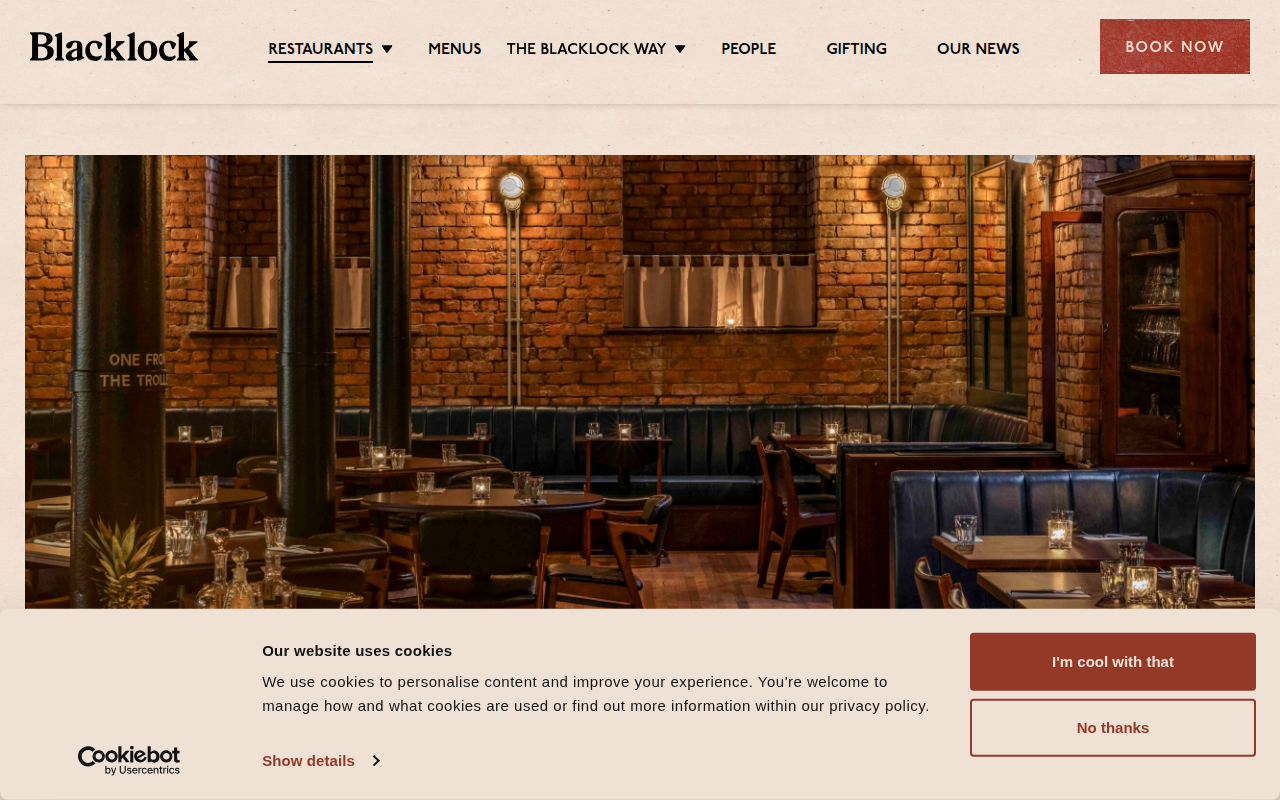 Blacklock
RESTAURANTS
MENUS
THE BLACKLOCK WAY
PEOPLE
GIFTING
OUR NEWS
BOOK NOW
ONE FRO
THE TROLL
Our website uses cookies
We use cookies to personalise content and improve your experience. You're welcome to
manage how and what cookies are used or find out more information within our privacy policy.
Show details
I'm cool with that
No thanks
Cookiebot
by Usercentrics